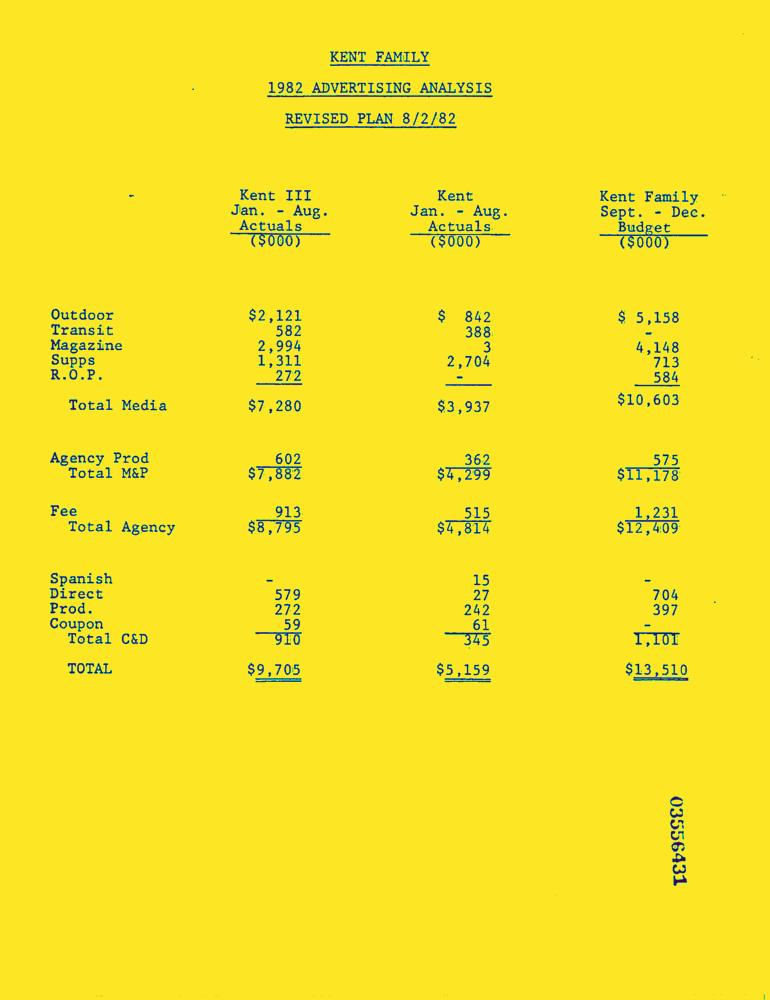 KENT FAMILY
1982 ADVERTISING ANALYSIS
REVISED PLAN 8/2/82
Kent III Kent Kent Family
Jan. - Aug. Jan. - Aug. Sept. - Dec.
Actuals Actuals Budget
($000) ($000) ($000)
Outdoor $2,121 $ 842 $ 5,158
Transit 582 388 -
Magazine 2,994 3 4,148
Supps 1,311 2,704 713
R.O.P. 272 - 584
Total Media $7,280 $3,937 $10,603
Agency Prod 602 362 575
Total M&P $7,882 $4,299 $11,178
Fee 913 515 1,231
Total Agency $8,795 $4,814 $12,409
Spanish - 15 -
Direct 579 27 704
Prod. 272 242 397
Coupon 59 61 -
Total C&D 910 345 1,101
TOTAL $9,705 $5,159 $13,510
03556431